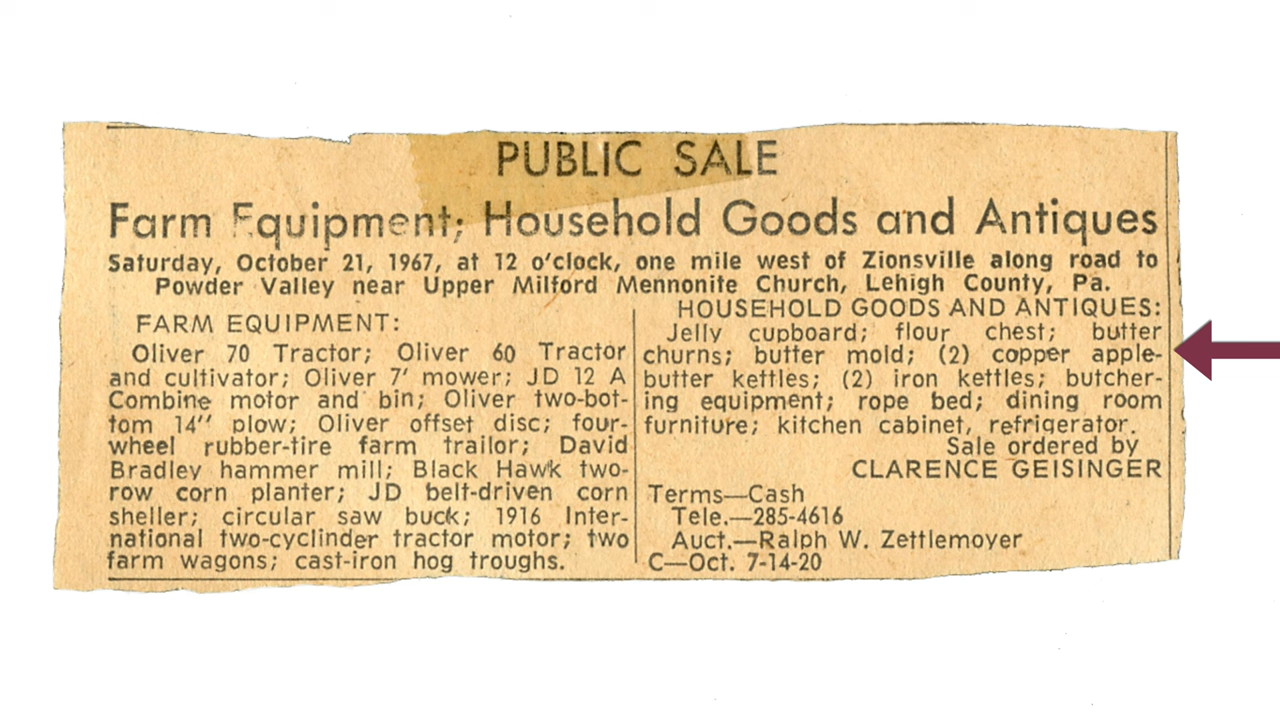 PUBLIC SALE
Farm Equipment; Household Goods and Antiques
Saturday, October 21, 1967, at 12 o'clock, one mile west of Zionsville along road to
Powder Valley near Upper Milford Mennonite Church, Lehigh County, Pa.
FARM EQUIPMENT:
Oliver 70 Tractor; Oliver 60 Tractor
and cultivator; Oliver 7' mower; JD 12 A
Combine motor and bin; Oliver two-bot-
tom 14" plow; Oliver offset disc; four-
wheel rubber-tire farm trailor; David
Bradley hammer mill; Black Hawk two-
row corn planter; JD belt-driven corn
sheller; circular saw buck; 1916 Inter-
national two-cylinder tractor motor; two
farm wagons; cast-iron hog troughs.
HOUSEHOLD GOODS AND ANTIQUES:
Jelly cupboard; flour chest; butter
churns; butter mold; (2) copper apple-
butter kettles; (2) iron kettles; butcher-
ing equipment; rope bed; dining room
furniture; kitchen cabinet, refrigerator.
Sale ordered by
CLARENCE GEISINGER
Terms—Cash
Tele.—285-4616
Auct.—Ralph W. Zettlemoyer
C—Oct. 7-14-20